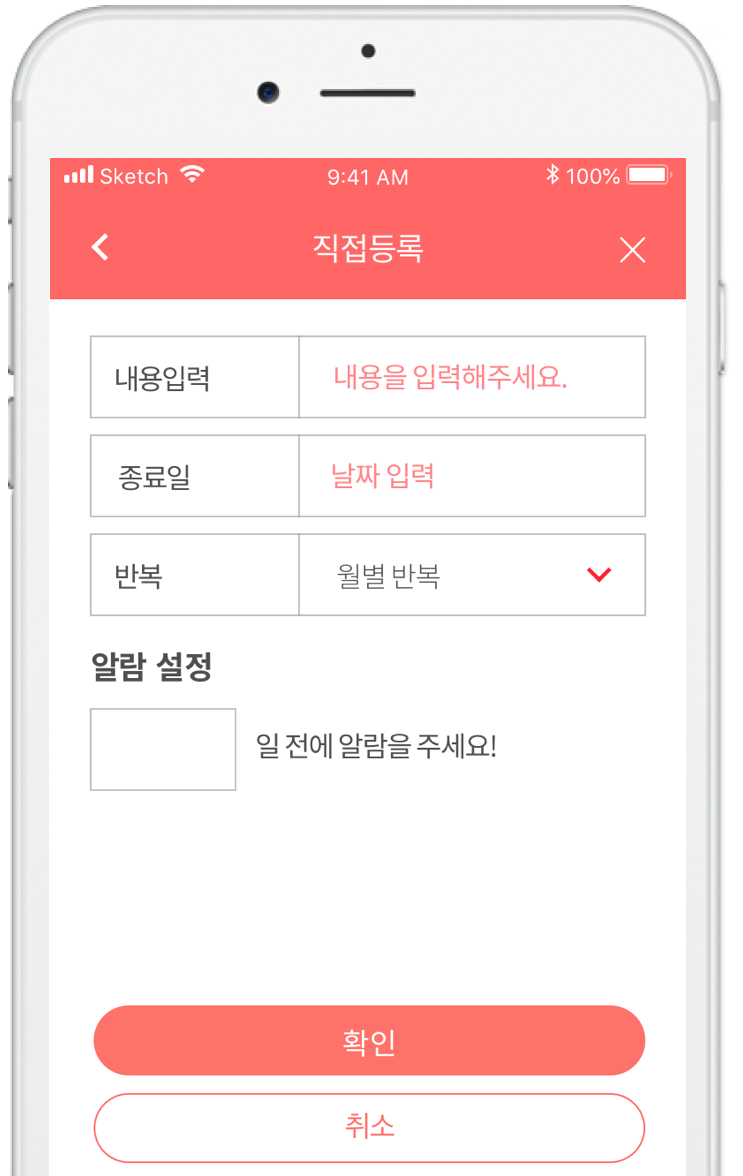 Sketch 9:41 AM 100%
직접등록
내용입력 내용을 입력해주세요.
종료일 날짜 입력
반복 월별 반복
알람 설정
일 전에 알람을 주세요!
확인
취소